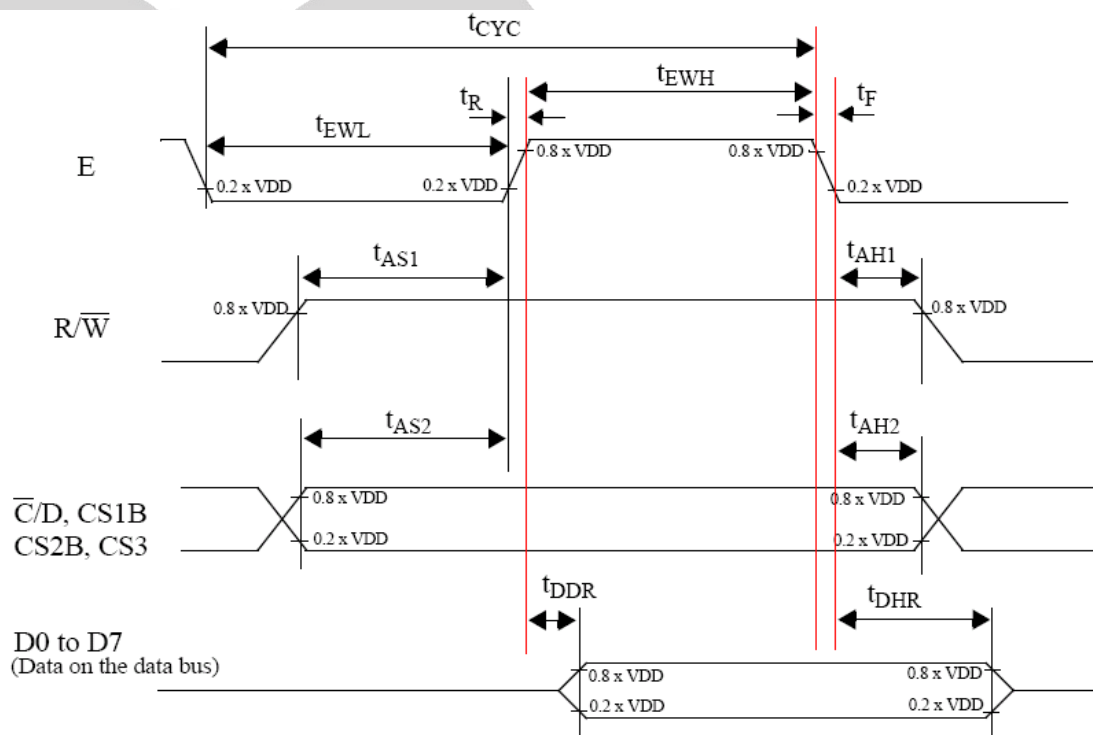 tCYC
tEWH
tR
tF
tEWL
E
0.8 x VDD
0.8 x VDD
0.2 x VDD
0.2 x VDD
0.2 x VDD
tAS1
tAH1
0.8 x VDD
0.8 x VDD
R/W̅
tAS2
tAH2
0.8 x VDD
0.8 x VDD
C̅/D, CS1B
CS2B, CS3
0.2 x VDD
0.2 x VDD
tDDR
tDHR
D0 to D7
(Data on the data bus)
0.8 x VDD
0.8 x VDD
0.2 x VDD
0.2 x VDD